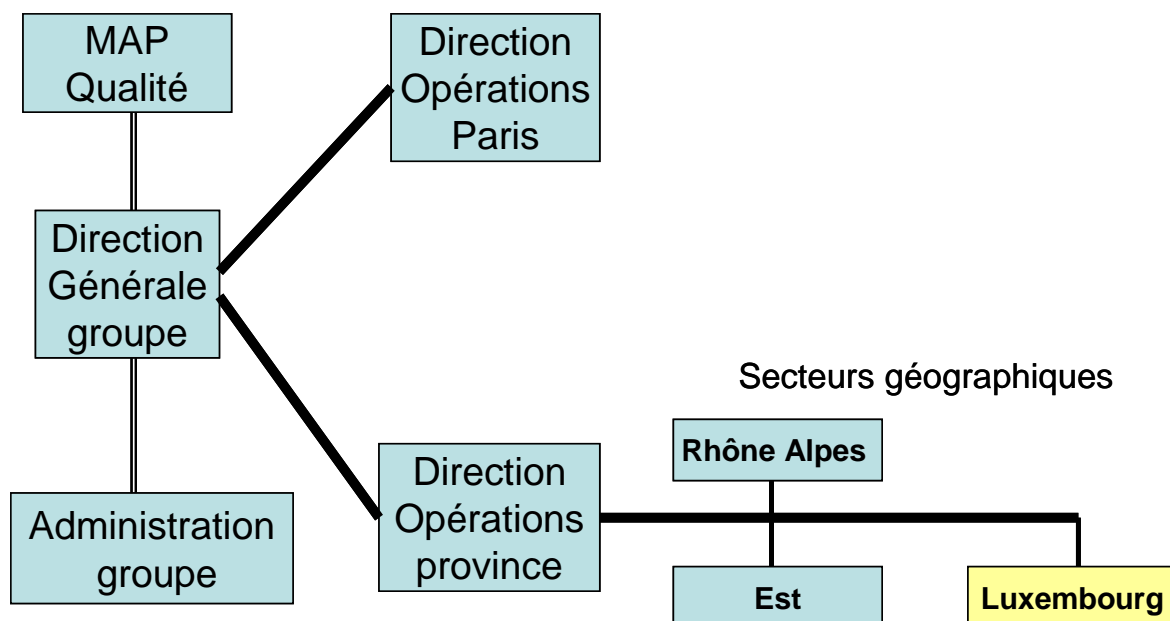 MAP
Qualité
Direction
Opérations
Paris
Direction
Générale
groupe
Secteurs géographiques
Rhône Alpes
Direction
Opérations
province
Administration
groupe
Est
Luxembourg